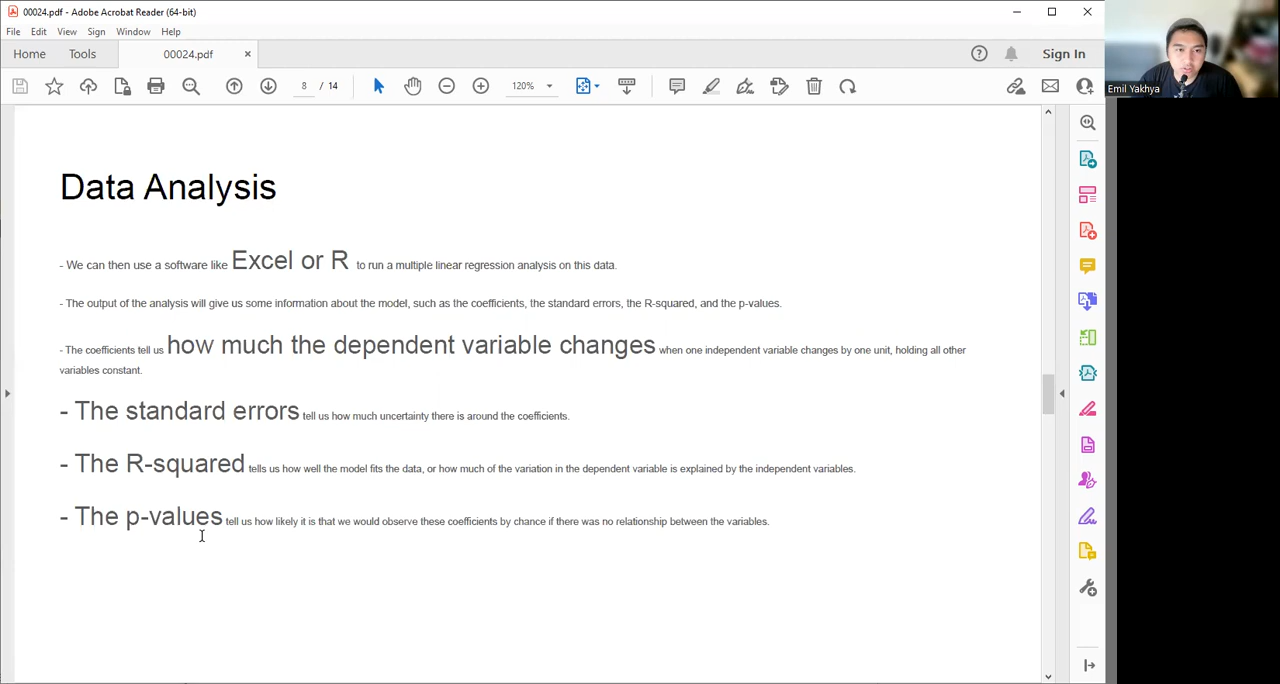 00024.pdf - Adobe Acrobat Reader (64-bit)
File Edit View Sign Window Help
Home Tools 00024.pdf × Sign In
8 / 14 120%
Emil Yakhya
Data Analysis
- We can then use a software like Excel or R to run a multiple linear regression analysis on this data.
- The output of the analysis will give us some information about the model, such as the coefficients, the standard errors, the R-squared, and the p-values.
- The coefficients tell us how much the dependent variable changes when one independent variable changes by one unit, holding all other
variables constant.
- The standard errors tell us how much uncertainty there is around the coefficients.
- The R-squared tells us how well the model fits the data, or how much of the variation in the dependent variable is explained by the independent variables.
- The p-values tell us how likely it is that we would observe these coefficients by chance if there was no relationship between the variables.